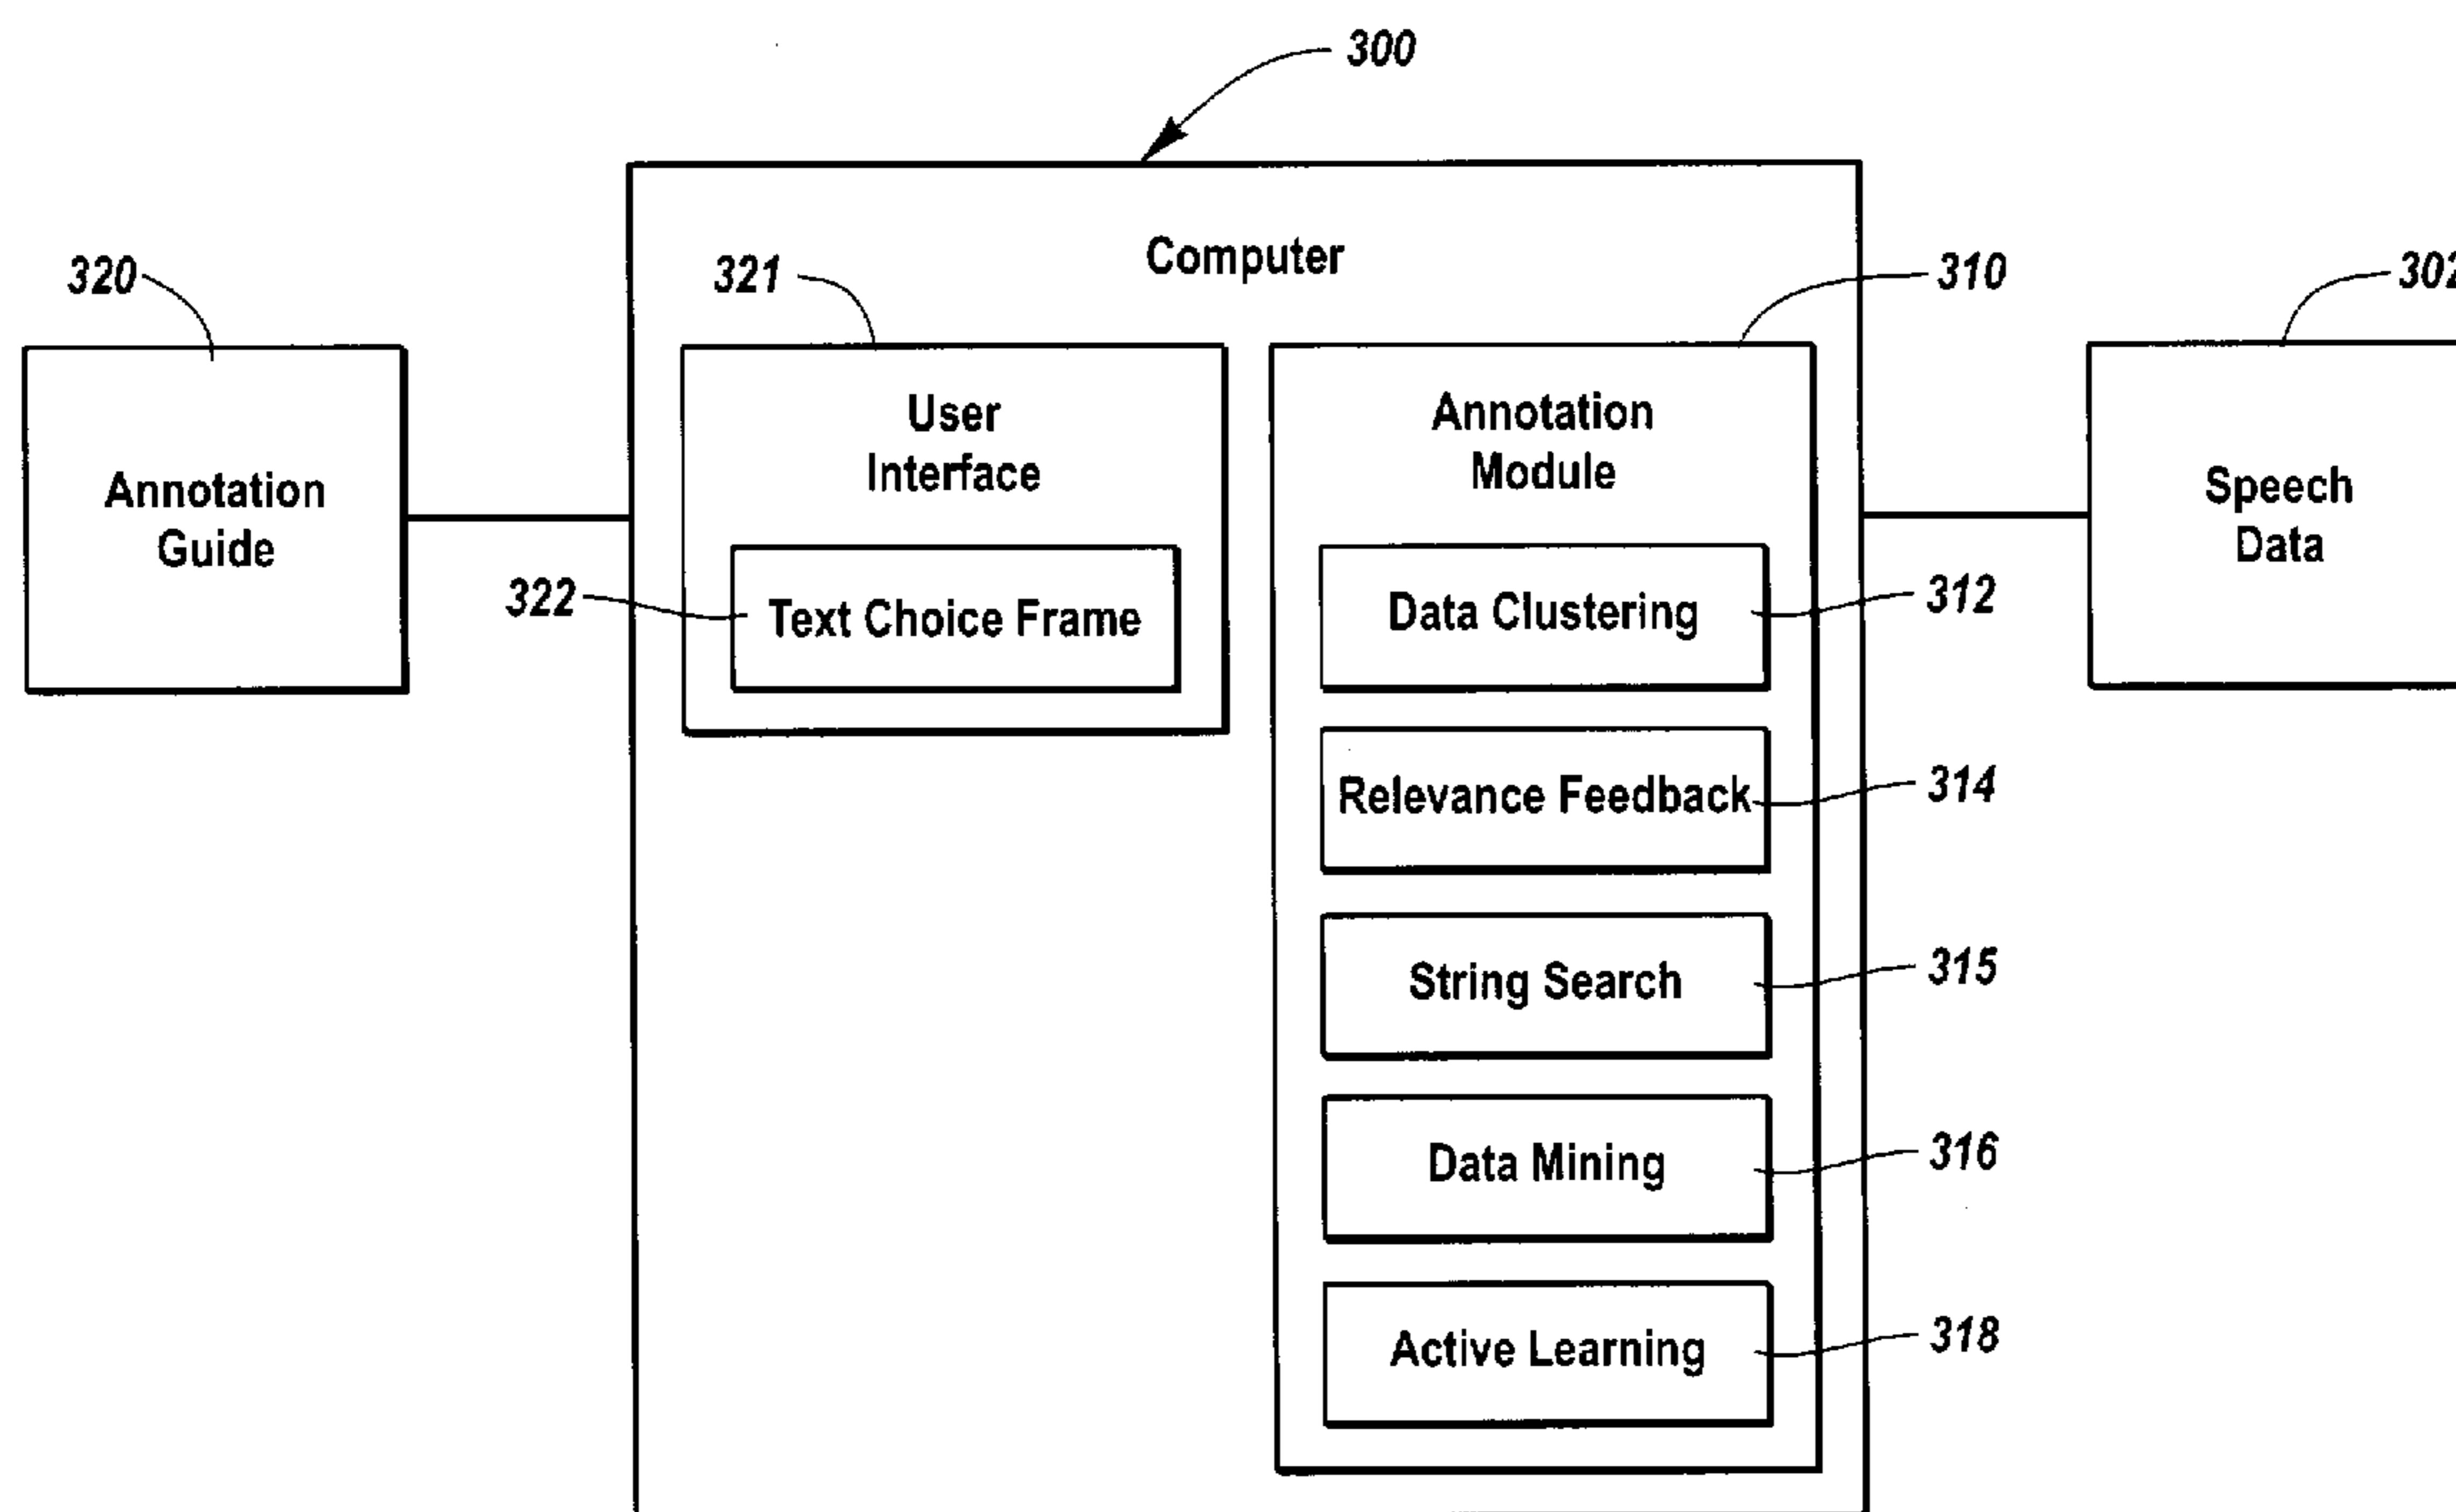 300
Computer
320
321
310
302
User
Interface
Annotation
Module
Annotation
Guide
Speech
Data
322
Text Choice Frame
Data Clustering
312
Relevance Feedback
314
String Search
315
Data Mining
316
Active Learning
318